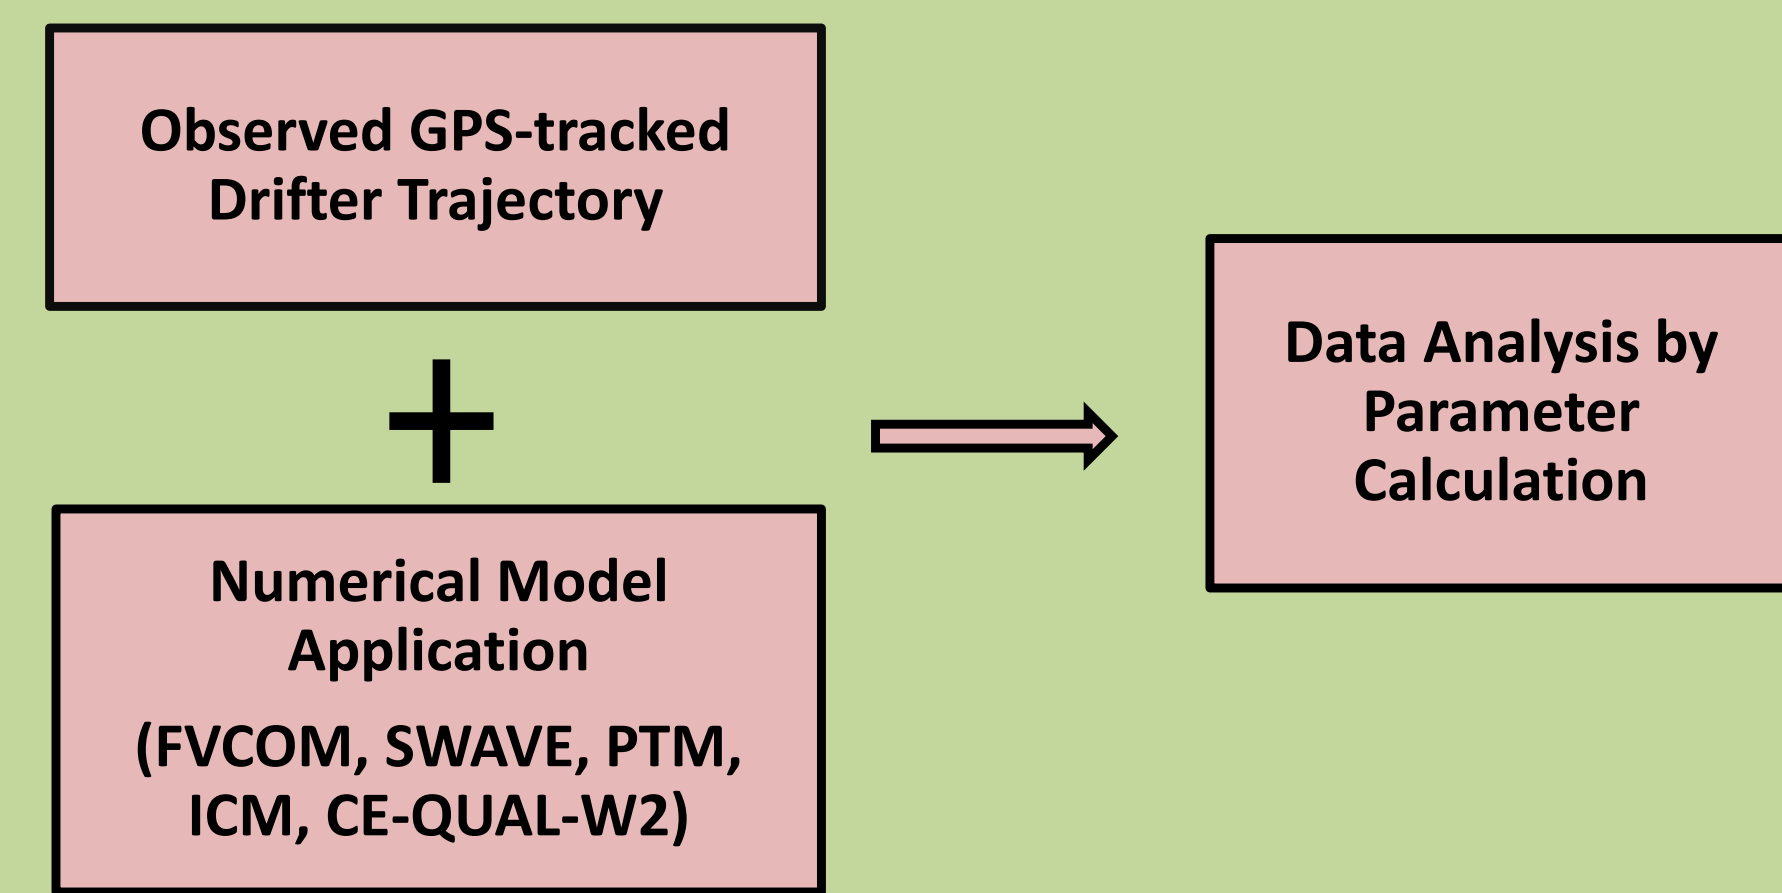 Observed GPS-tracked
Drifter Trajectory
+
Numerical Model
Application
(FVCOM, SWAVE, PTM,
ICM, CE-QUAL-W2)
Data Analysis by
Parameter
Calculation